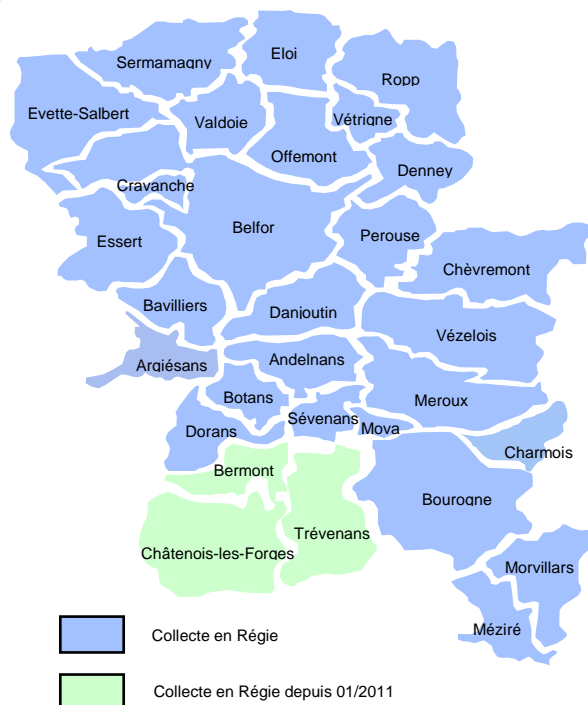 Eloi
Sermamagny
Ropp
Evette-Salbert
Valdoie
Vétrigne
Offemont
Denney
Cravanche
Belfor
Perouse
Essert
Chèvremont
Bavilliers
Danjoutin
Vézelois
Argiésans
Andelnans
Botans
Meroux
Sévenans
Mova
Dorans
Charmois
Bermont
Bourogne
Trévenans
Châtenois-les-Forges
Morvillars
Méziré
Collecte en Régie
Collecte en Régie depuis 01/2011